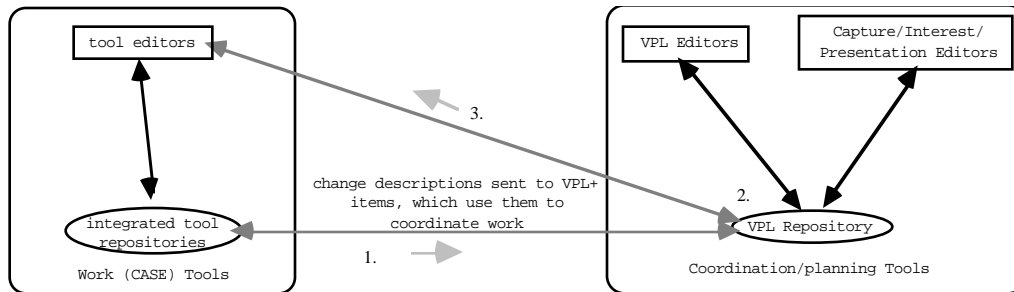 tool editors
integrated tool
repositories
Work (CASE) Tools
3.
change descriptions sent to VPL+
items, which use them to
coordinate work
1.
VPL Editors
Capture/Interest/
Presentation Editors
2.
VPL Repository
Coordination/planning Tools